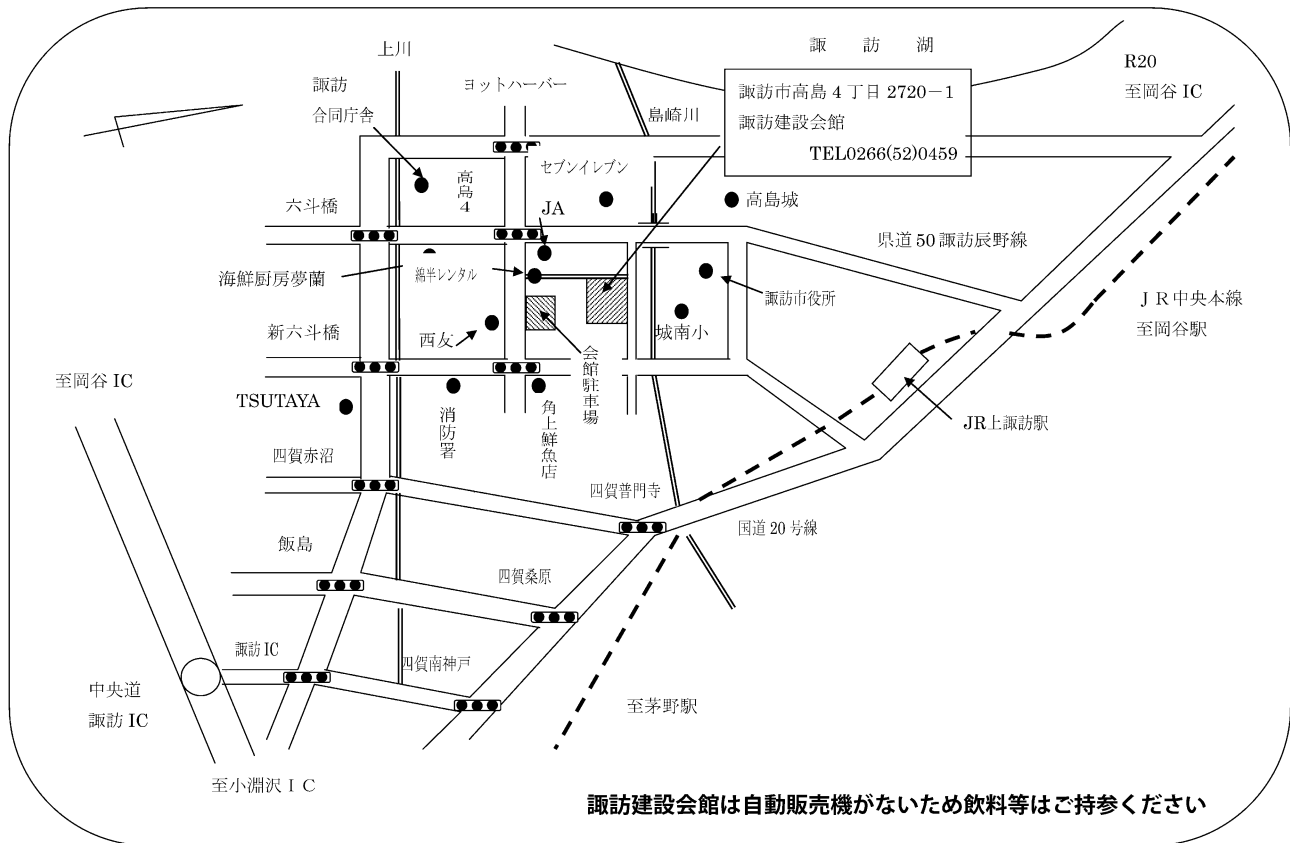 諏訪湖
上川
R20
至岡谷 IC
諏訪
合同庁舎
ヨットハーバー
島崎川
諏訪市高島 4 丁日 2720−1
諏訪建設会館
TEL0266(52)0459
セブンイレブン
高島4
六斗橋
JA
高島城
県道 50 諏訪辰野線
海鮮厨房夢蘭
綿半レンタル
諏訪市役所
ＪＲ中央本線
至岡谷駅
新六斗橋
西友
城南小
会館駐車場
至岡谷 IC
TSUTAYA
消防署
角上鮮魚店
JR上諏訪駅
四賀赤沼
四賀普門寺
国道 20 号線
飯島
四賀桑原
諏訪 IC
四賀南神戸
中央道
諏訪 IC
至茅野駅
至小淵沢ＩＣ
諏訪建設会館は自動販売機がないため飲料等はご持参ください